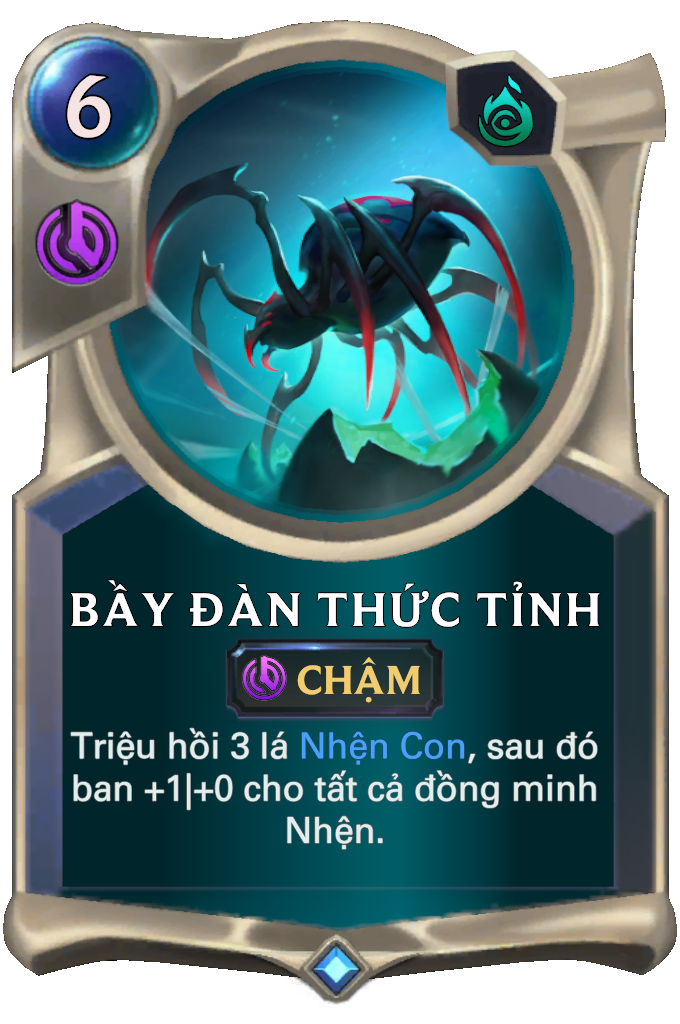 6
BẦY ĐÀN THỨC TỈNH
CHẬM
Triệu hồi 3 lá Nhện Con, sau đó
ban +1|+0 cho tất cả đồng minh
Nhện.